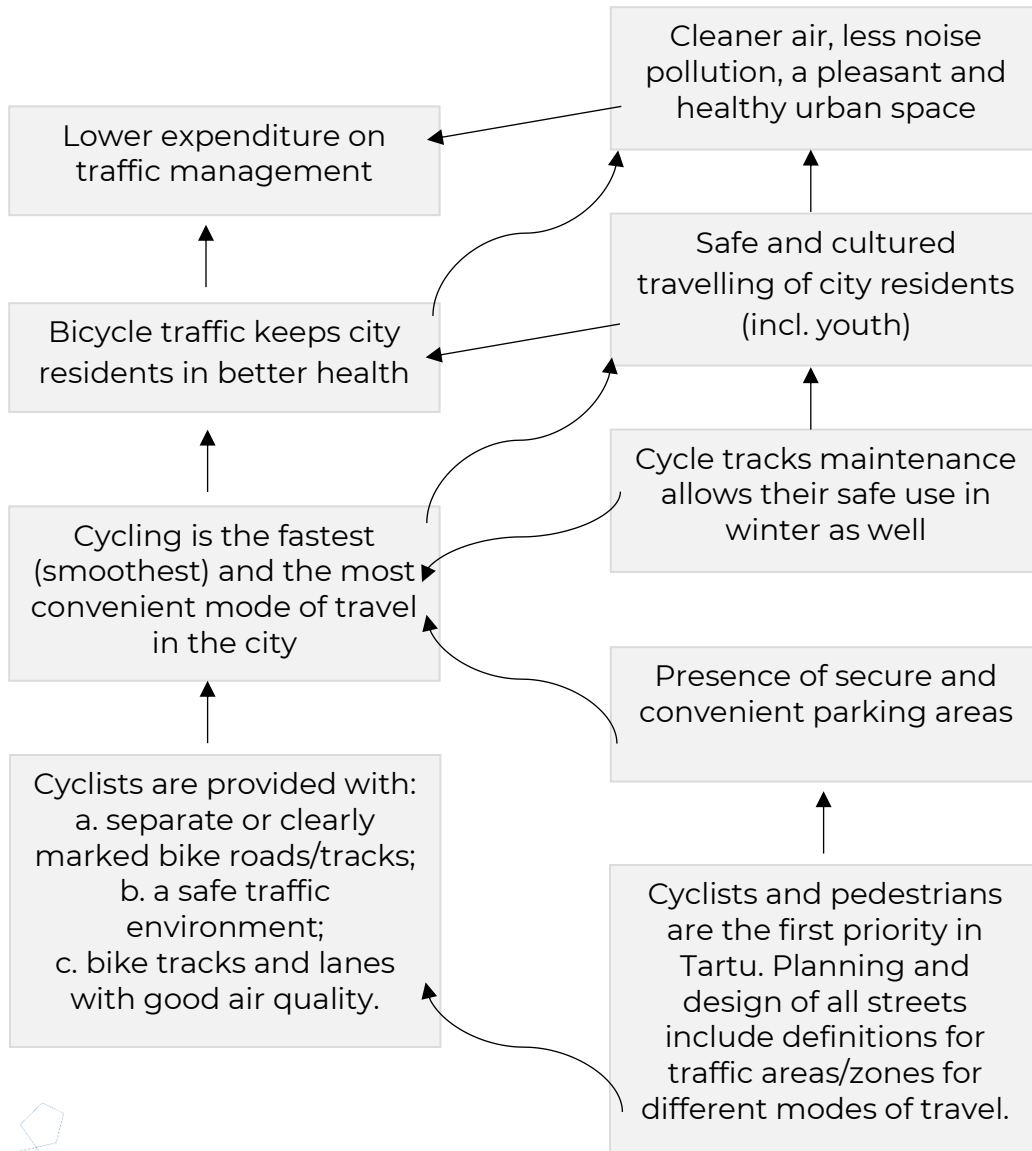 Cleaner air, less noise
pollution, a pleasant and
healthy urban space
Lower expenditure on
traffic management
Safe and cultured
travelling of city residents
(incl. youth)
Bicycle traffic keeps city
residents in better health
Cycle tracks maintenance
allows their safe use in
winter as well
Cycling is the fastest
(smoothest) and the most
convenient mode of travel
in the city
Presence of secure and
convenient parking areas
Cyclists are provided with:
a. separate or clearly
marked bike roads/tracks;
b. a safe traffic
environment;
c. bike tracks and lanes
with good air quality.
Cyclists and pedestrians
are the first priority in
Tartu. Planning and
design of all streets
include definitions for
traffic areas/zones for
different modes of travel.